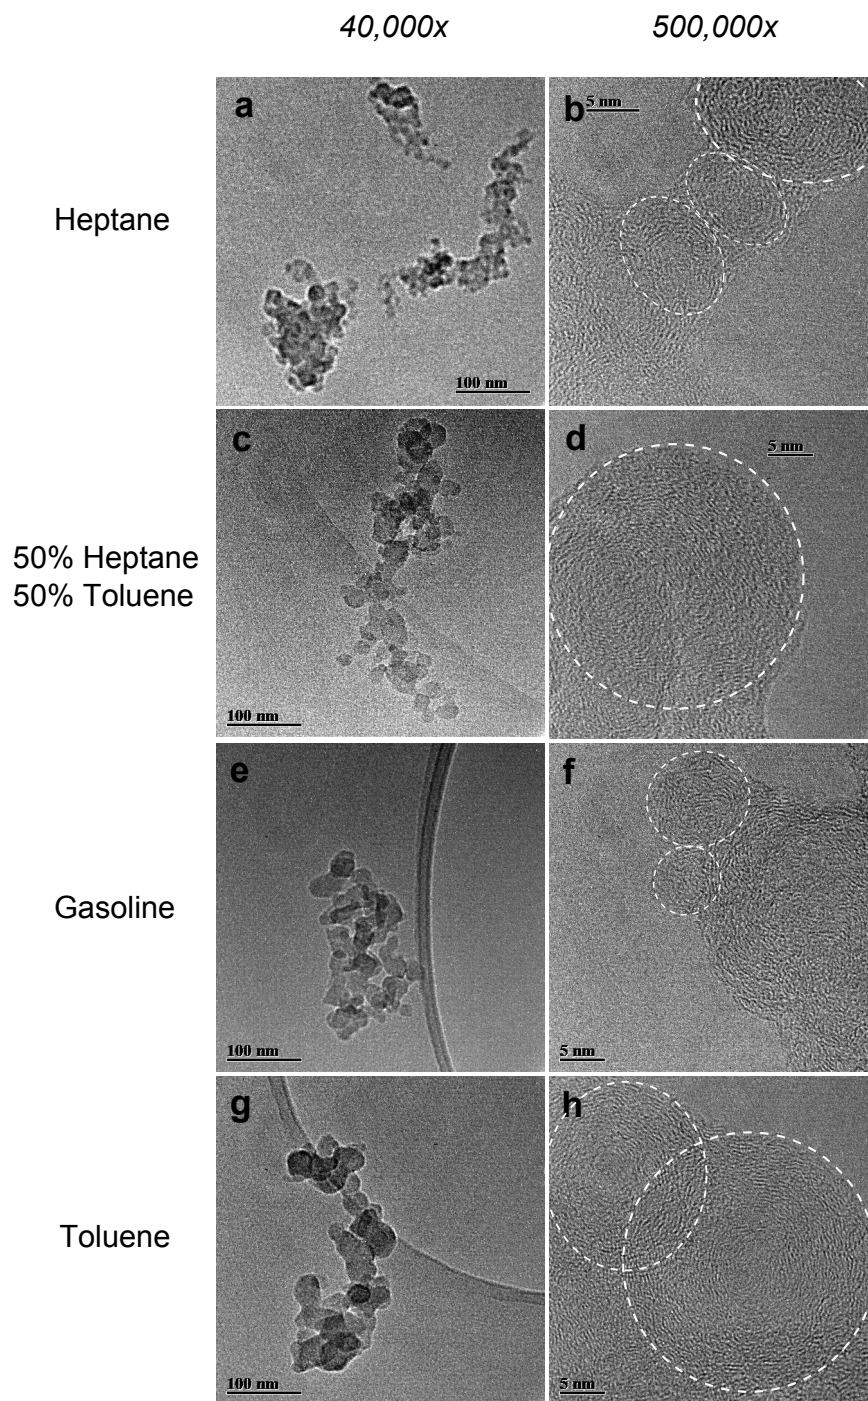 40,000x 500,000x
a
b
5 nm
Heptane
100 nm
c
d
5 nm
50% Heptane
50% Toluene
100 nm
e
f
Gasoline
100 nm
5 nm
g
h
Toluene
100 nm
5 nm